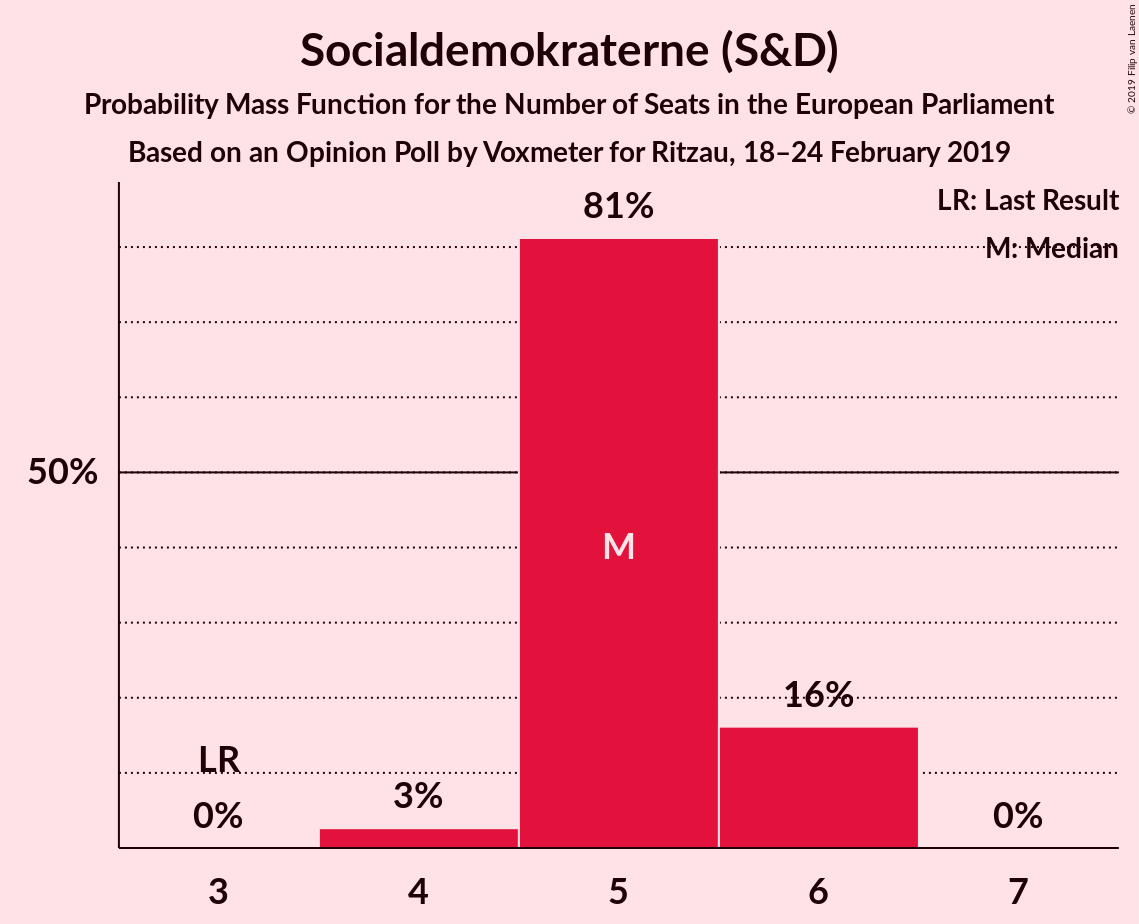 Socialdemokraterne (S&D)
Probability Mass Function for the Number of Seats in the European Parliament
Based on an Opinion Poll by Voxmeter for Ritzau, 18–24 February 2019
© 2019 Filip van Laenen
LR: Last Result
M: Median
81%
50%
M
16%
LR
3%
0%
0%
3 4 5 6 7